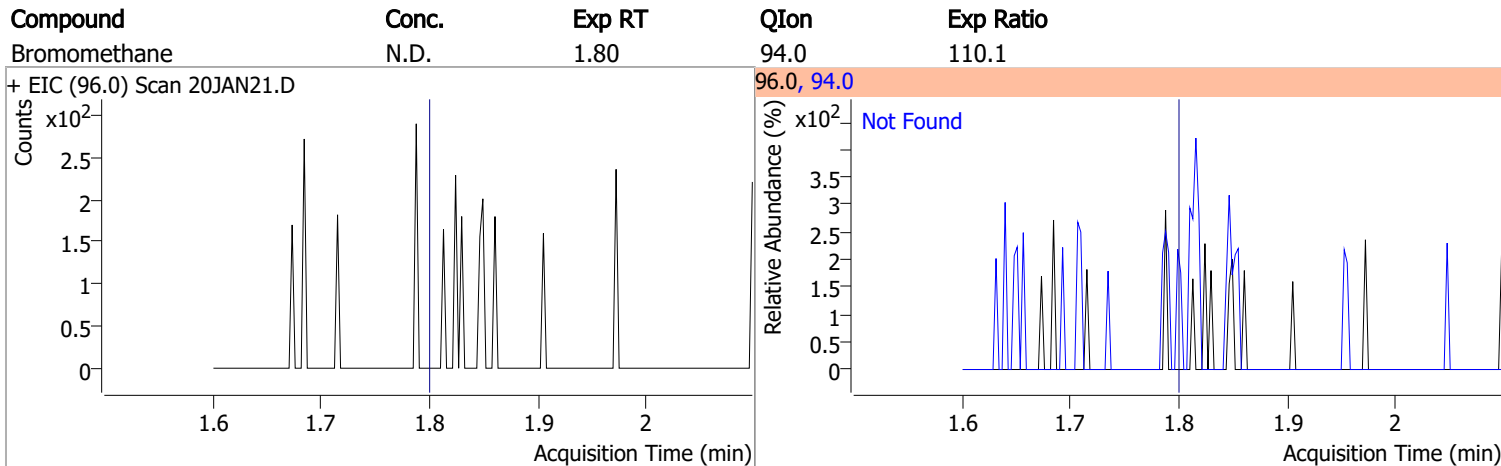 Compound Conc. Exp RT QIon Exp Ratio
Bromomethane N.D. 1.80 94.0 110.1
+ EIC (96.0) Scan 20JAN21.D
Counts
x10²
2.5
2
1.5
1
0.5
0
1.6 1.7 1.8 1.9 2
Acquisition Time (min)
96.0, 94.0
Relative Abundance (%)
x10²
Not Found
3.5
3
2.5
2
1.5
1
0.5
0
1.6 1.7 1.8 1.9 2
Acquisition Time (min)